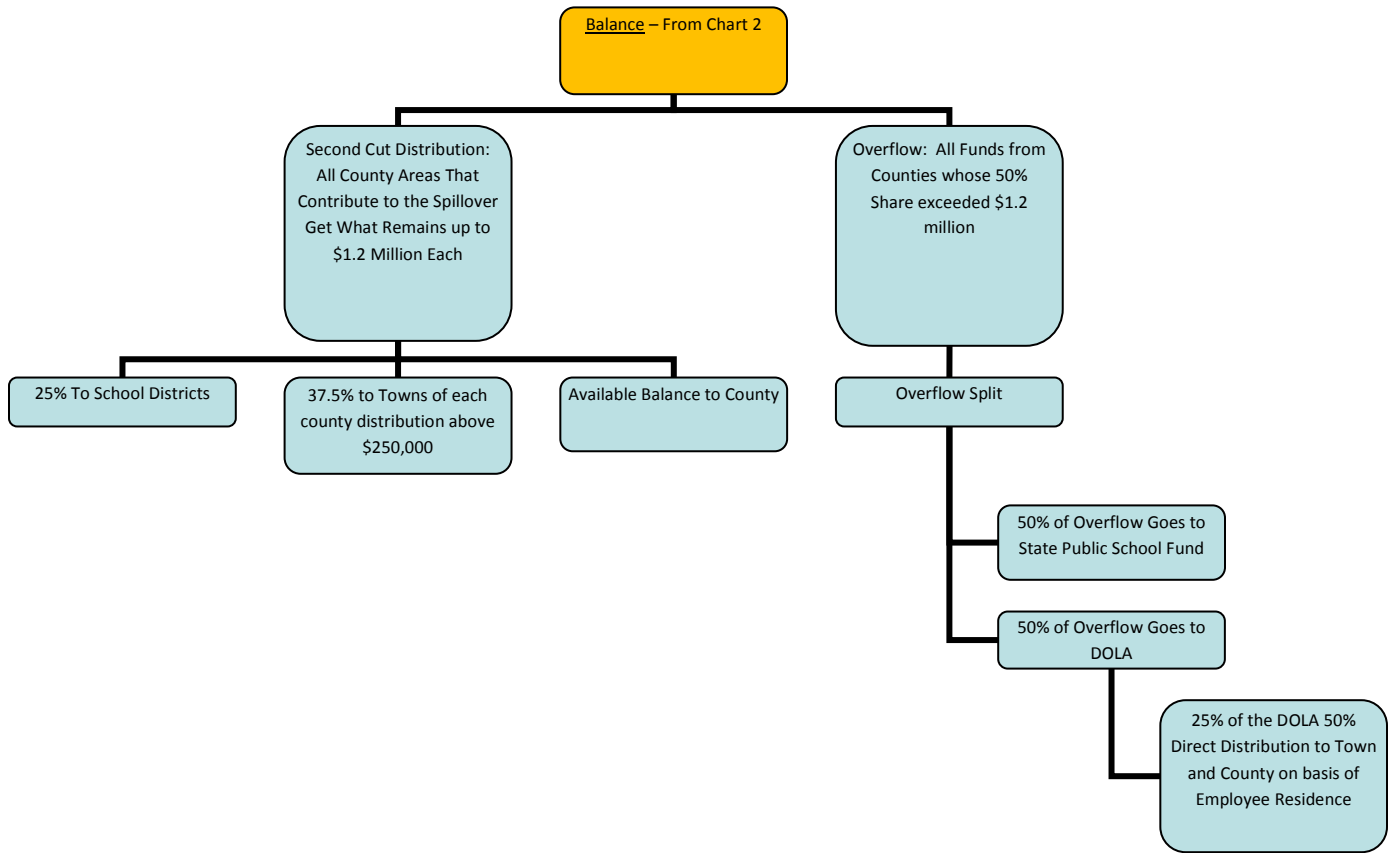 Balance – From Chart 2
Second Cut Distribution:
All County Areas That
Contribute to the Spillover
Get What Remains up to
$1.2 Million Each
Overflow: All Funds from
Counties whose 50%
Share exceeded $1.2
million
25% To School Districts
37.5% to Towns of each
county distribution above
$250,000
Available Balance to County
Overflow Split
50% of Overflow Goes to
State Public School Fund
50% of Overflow Goes to
DOLA
25% of the DOLA 50%
Direct Distribution to Town
and County on basis of
Employee Residence